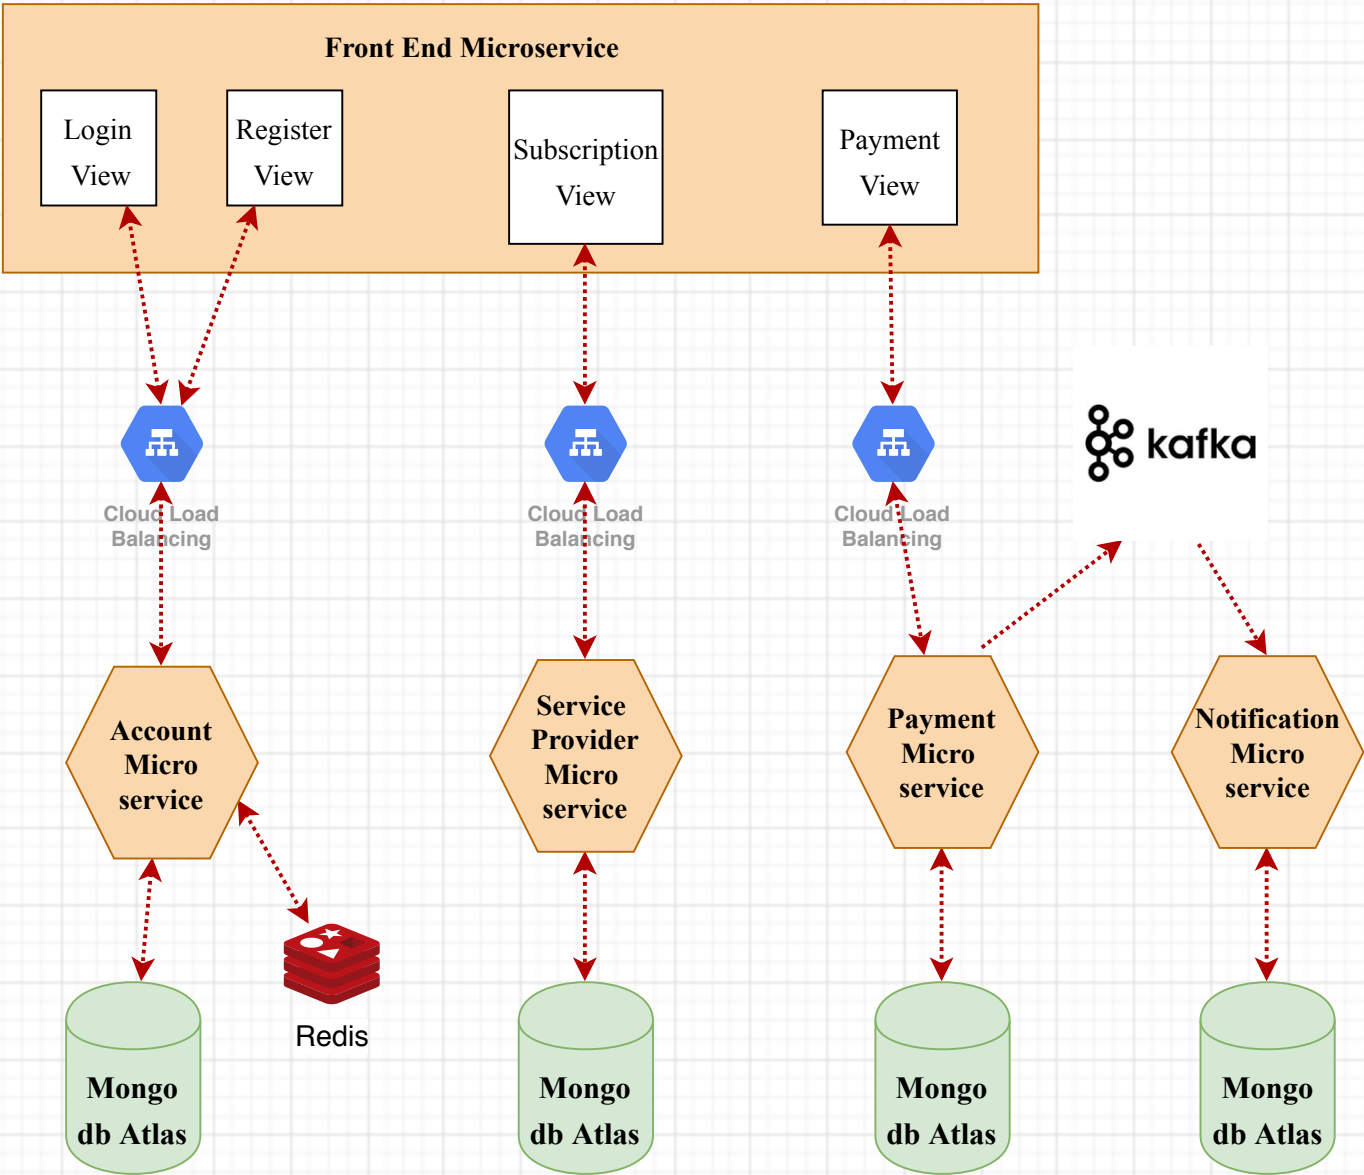 Front End Microservice
Login
View
Register
View
Subscription
View
Payment
View
kafka
Cloud Load
Balancing
Cloud Load
Balancing
Cloud Load
Balancing
Account
Micro
service
Service
Provider
Micro
service
Payment
Micro
service
Notification
Micro
service
Redis
Mongo
db Atlas
Mongo
db Atlas
Mongo
db Atlas
Mongo
db Atlas